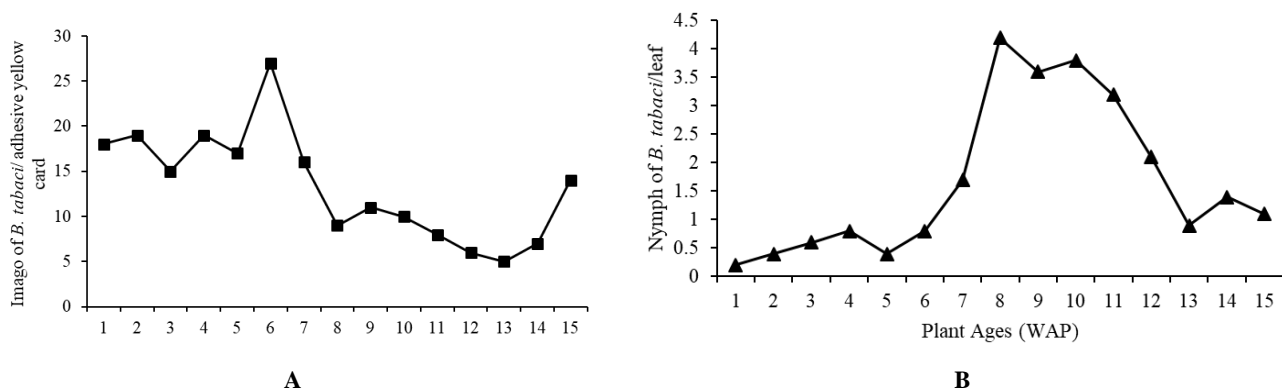 Imago of B. tabaci/ adhesive yellow
card
30
25
20
15
10
5
0
1 2 3 4 5 6 7 8 9 10 11 12 13 14 15
A
Nymph of B. tabaci/leaf
4.5
4
3.5
3
2.5
2
1.5
1
0.5
0
1 2 3 4 5 6 7 8 9 10 11 12 13 14 15
Plant Ages (WAP)
B